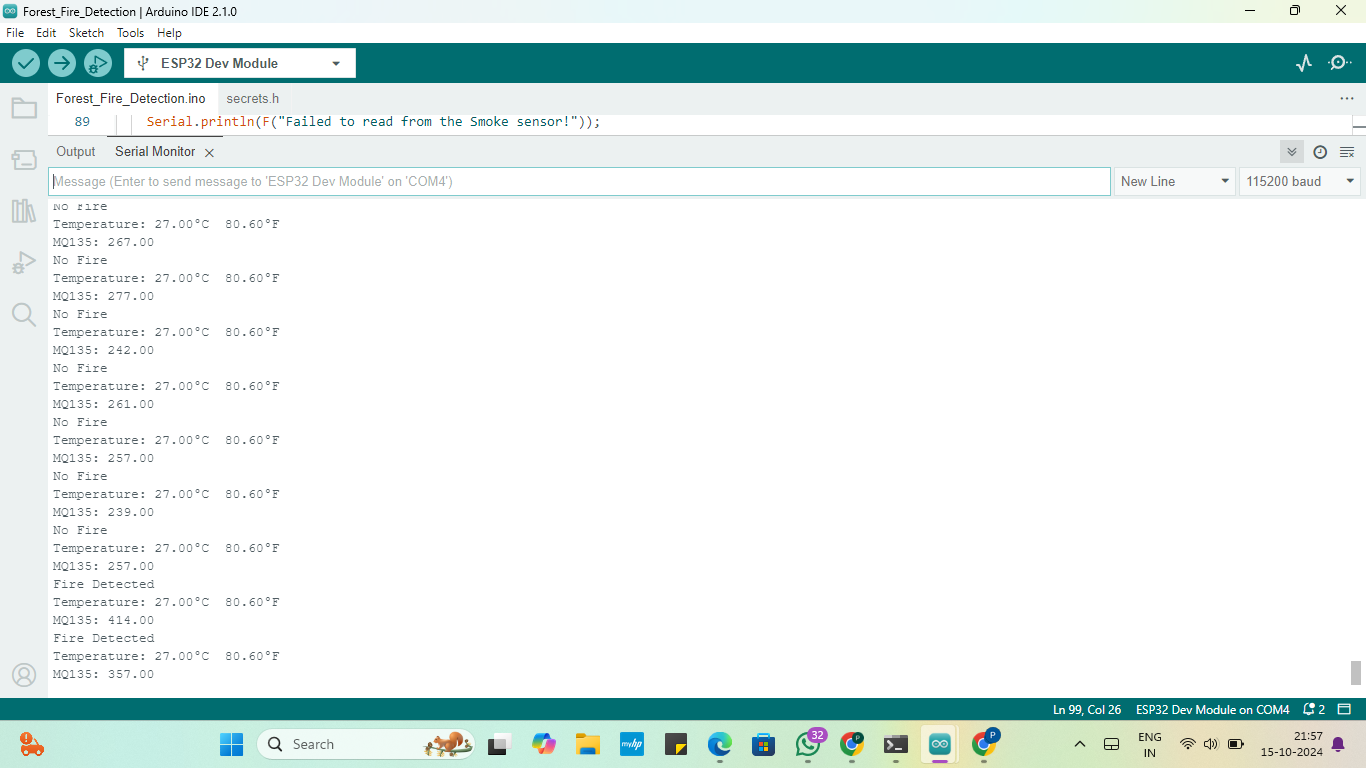 Forest_Fire_Detection | Arduino IDE 2.1.0
File Edit Sketch Tools Help
ESP32 Dev Module
Forest_Fire_Detection.ino secrets.h
89 Serial.println(F("Failed to read from the Smoke sensor!"));
Output Serial Monitor
Message (Enter to send message to 'ESP32 Dev Module' on 'COM4') New Line 115200 baud
No Fire
Temperature: 27.00°C 80.60°F
MQ135: 267.00
No Fire
Temperature: 27.00°C 80.60°F
MQ135: 277.00
No Fire
Temperature: 27.00°C 80.60°F
MQ135: 242.00
No Fire
Temperature: 27.00°C 80.60°F
MQ135: 261.00
No Fire
Temperature: 27.00°C 80.60°F
MQ135: 257.00
No Fire
Temperature: 27.00°C 80.60°F
MQ135: 239.00
No Fire
Temperature: 27.00°C 80.60°F
MQ135: 257.00
Fire Detected
Temperature: 27.00°C 80.60°F
MQ135: 414.00
Fire Detected
Temperature: 27.00°C 80.60°F
MQ135: 357.00
Ln 99, Col 26 ESP32 Dev Module on COM4 2
Search myhp 32 P P ENG 21:57
IN 15-10-2024